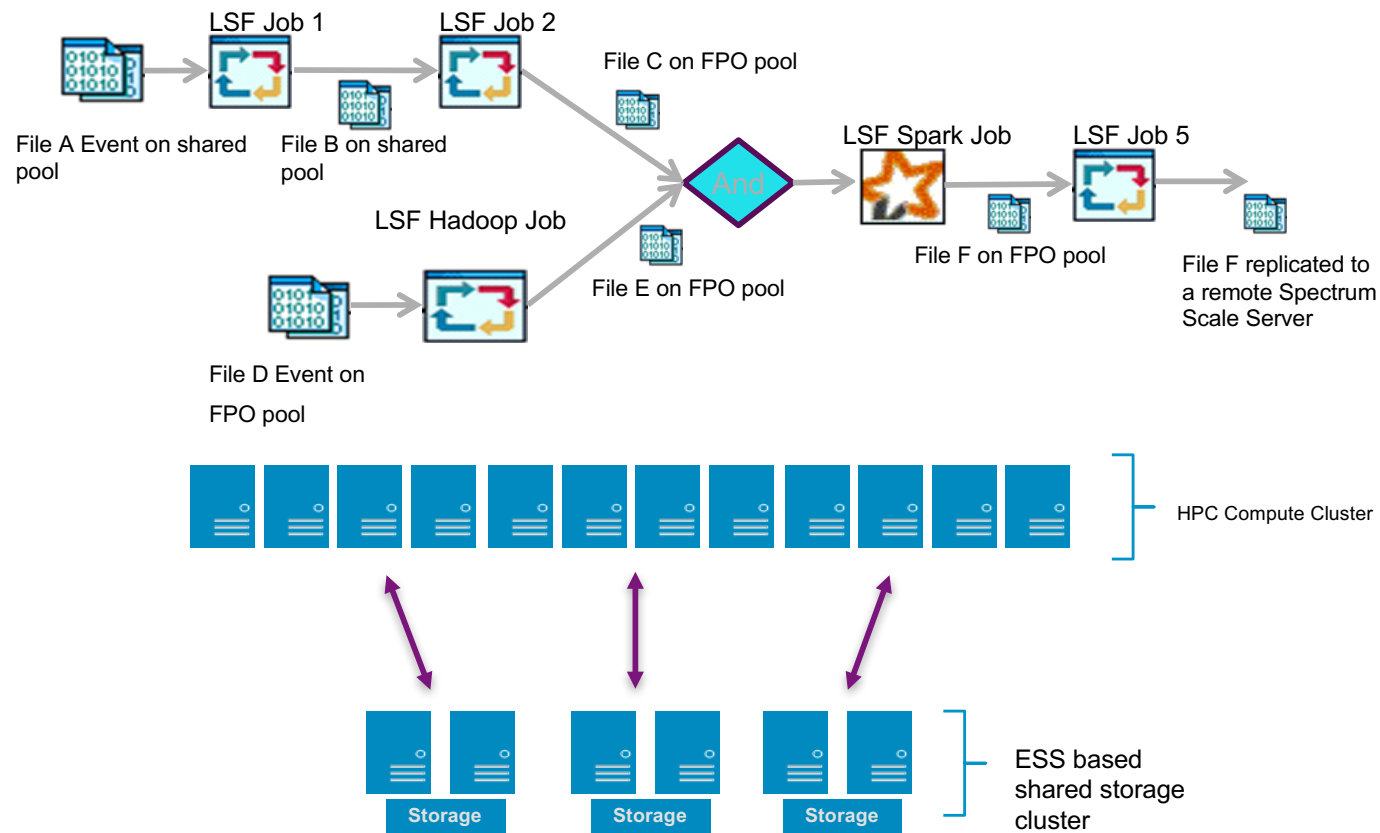 LSF Job 1
LSF Job 2
File C on FPO pool
File A Event on shared
pool
File B on shared
pool
LSF Spark Job
LSF Job 5
And
LSF Hadoop Job
File E on FPO pool
File F on FPO pool
File F replicated to
a remote Spectrum
Scale Server
File D Event on
FPO pool
HPC Compute Cluster
ESS based
shared storage
cluster
Storage
Storage
Storage